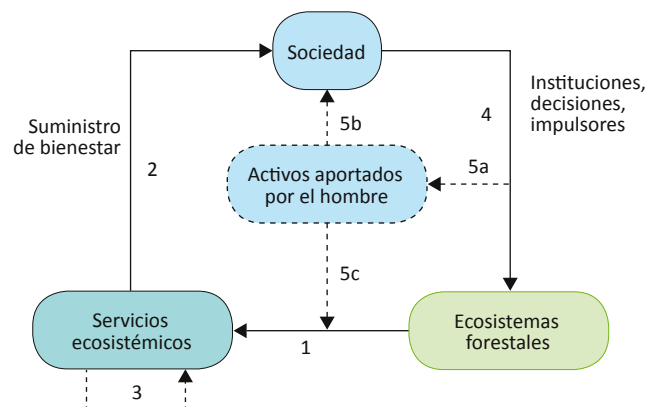 Sociedad
Instituciones,
decisiones,
impulsores
4
5b
Suministro
de bienestar
2
Activos aportados
por el hombre
5a
5c
Servicios
ecosistémicos
1
Ecosistemas
forestales
3